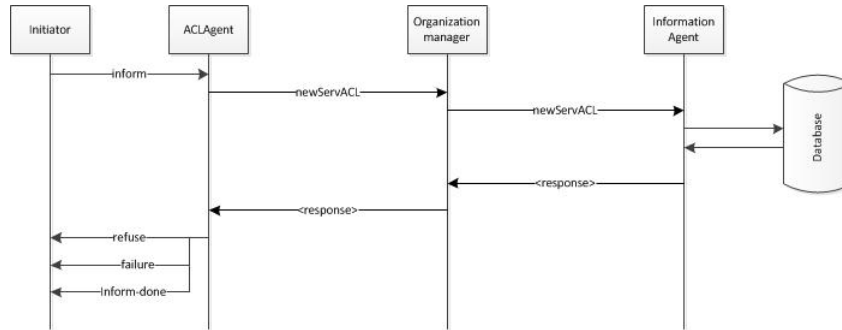 Initiator
ACLAgent
Organization
manager
Information
Agent
inform
newServACL
newServACL
Database
<response>
<response>
refuse
failure
Inform-done